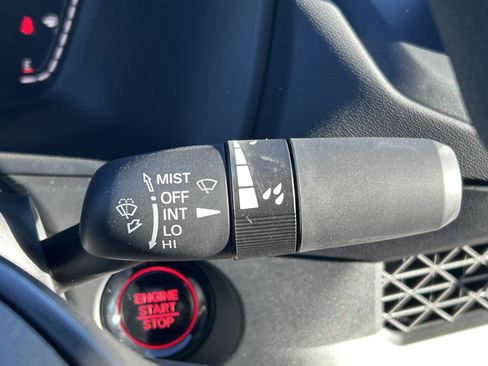 MIST
OFF
INT
LO
HI
ENGINE
START
STOP